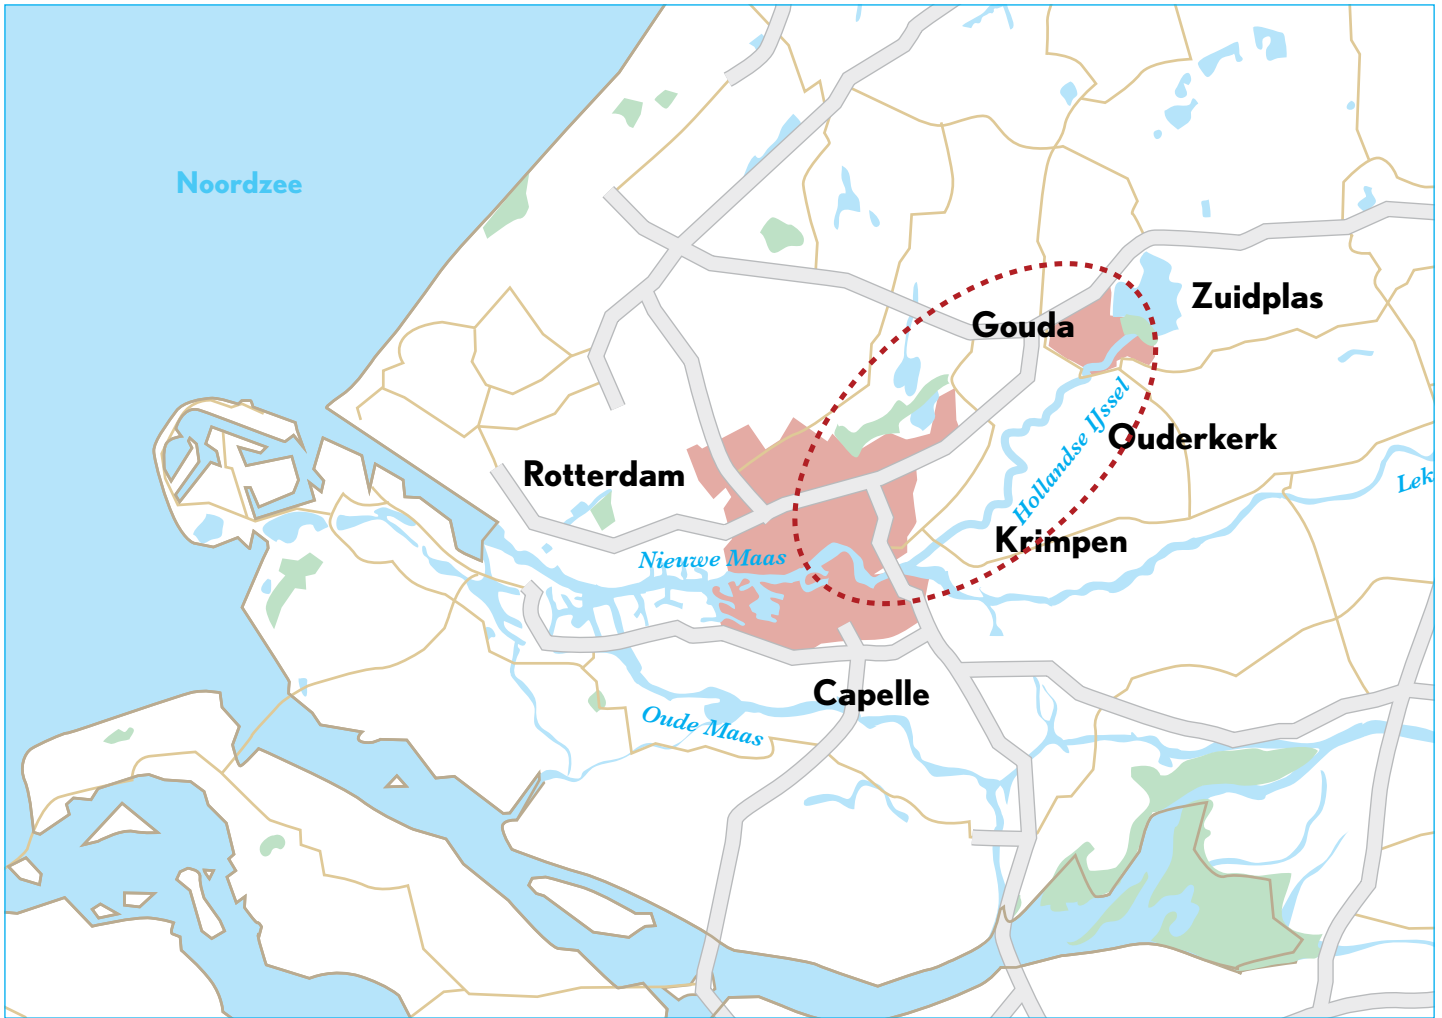 Noordzee
Zuidplas
Gouda
Hollandse IJssel
Ouderkerk
Rotterdam
Lek
Krimpen
Nieuwe Maas
Capelle
Oude Maas